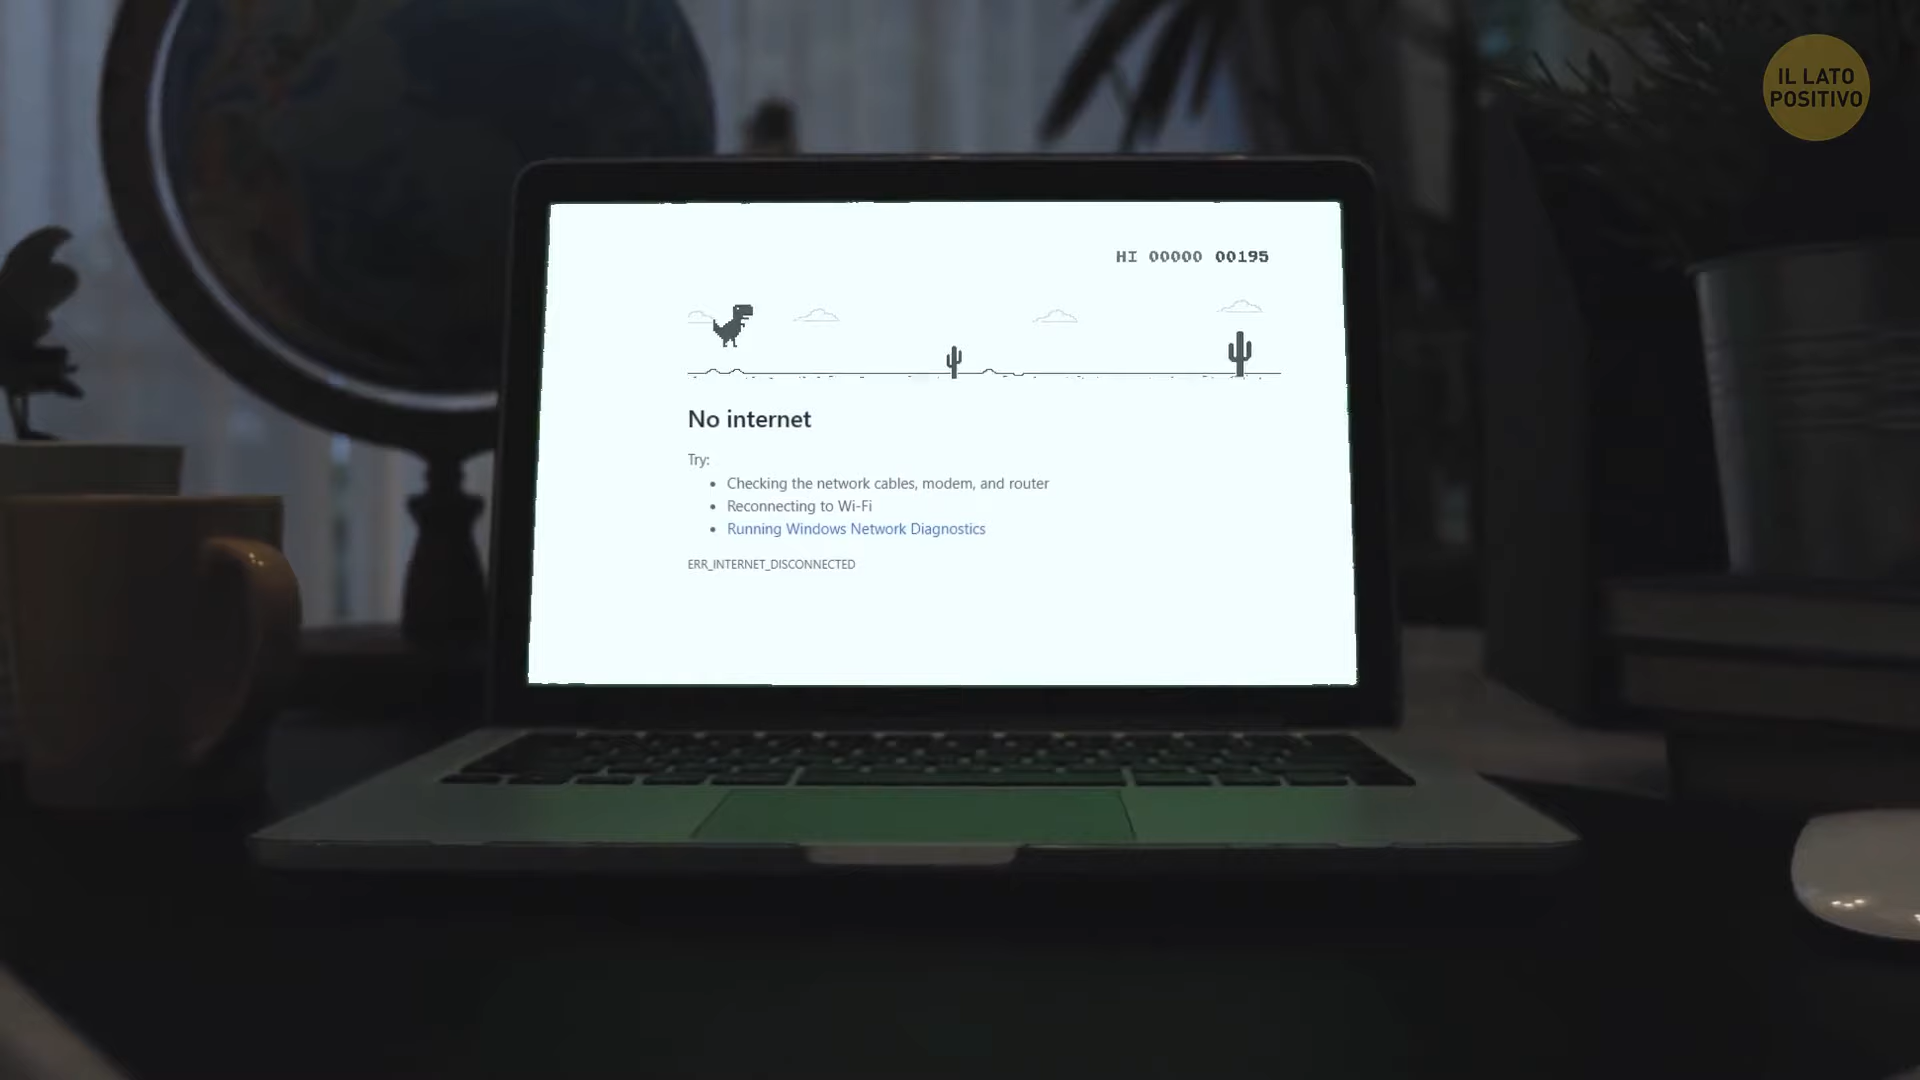 IL LATO
POSITIVO
HI 00000 00195
No internet
Try:
• Checking the network cables, modem, and router
• Reconnecting to Wi-Fi
• Running Windows Network Diagnostics
ERR_INTERNET_DISCONNECTED